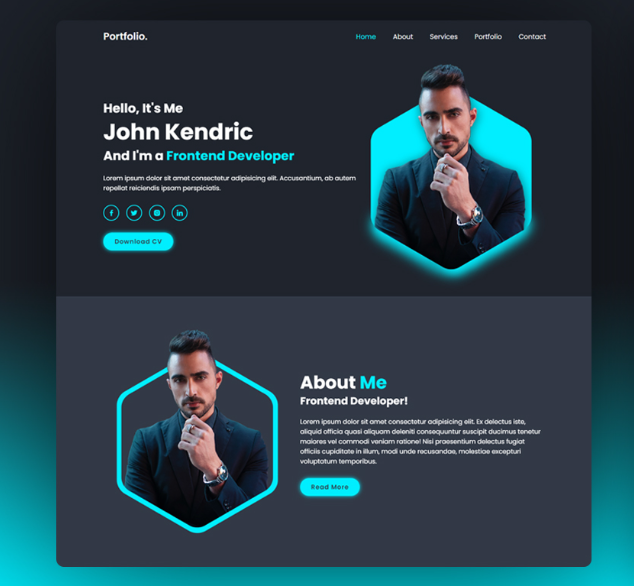 Portfolio.
Home About Services Portfolio Contact
Hello, It's Me
John Kendric
And I'm a Frontend Developer
Lorem ipsum dolor sit amet consectetur adipisicing elit. Accusantium, ab autem
repellat reiciendis ipsam perspiciatis.
Download CV
About Me
Frontend Developer!
Lorem ipsum dolor sit amet consectetur adipisicing elit. Ex delectus iste,
aliquid officia quasi aliquam deleniti consequuntur suscipit ducimus tenetur
maiores vel commodi veniam ratione! Nisi praesentium delectus fugiat
officiis cupiditate in illum, modi unde recusandae, molestiae excepturi
voluptatum temporibus.
Read More